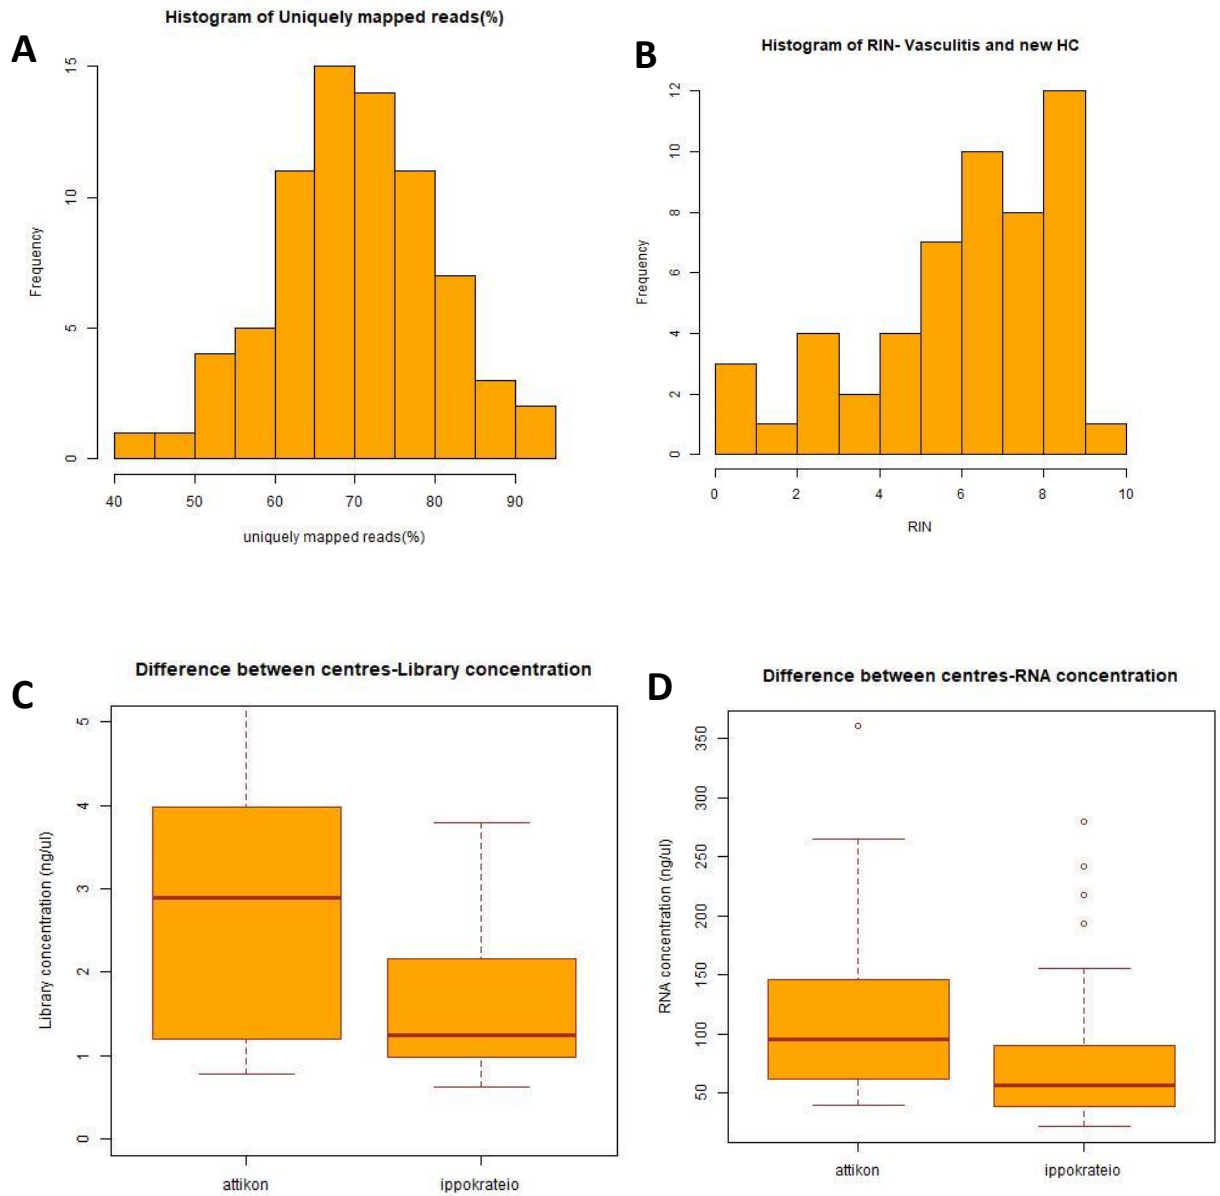 A
Histogram of Uniquely mapped reads(%)
Frequency
15
10
5
0
40 50 60 70 80 90
uniquely mapped reads(%)
B
Histogram of RIN- Vasculitis and new HC
Frequency
12
10
8
6
4
2
0
0 2 4 6 8 10
RIN
C
Difference between centres-Library concentration
Library concentration (ng/ul)
5
4
3
2
1
0
attikon ippokrateio
D
Difference between centres-RNA concentration
RNA concentration (ng/ul)
350
300
250
200
150
100
50
attikon ippokrateio